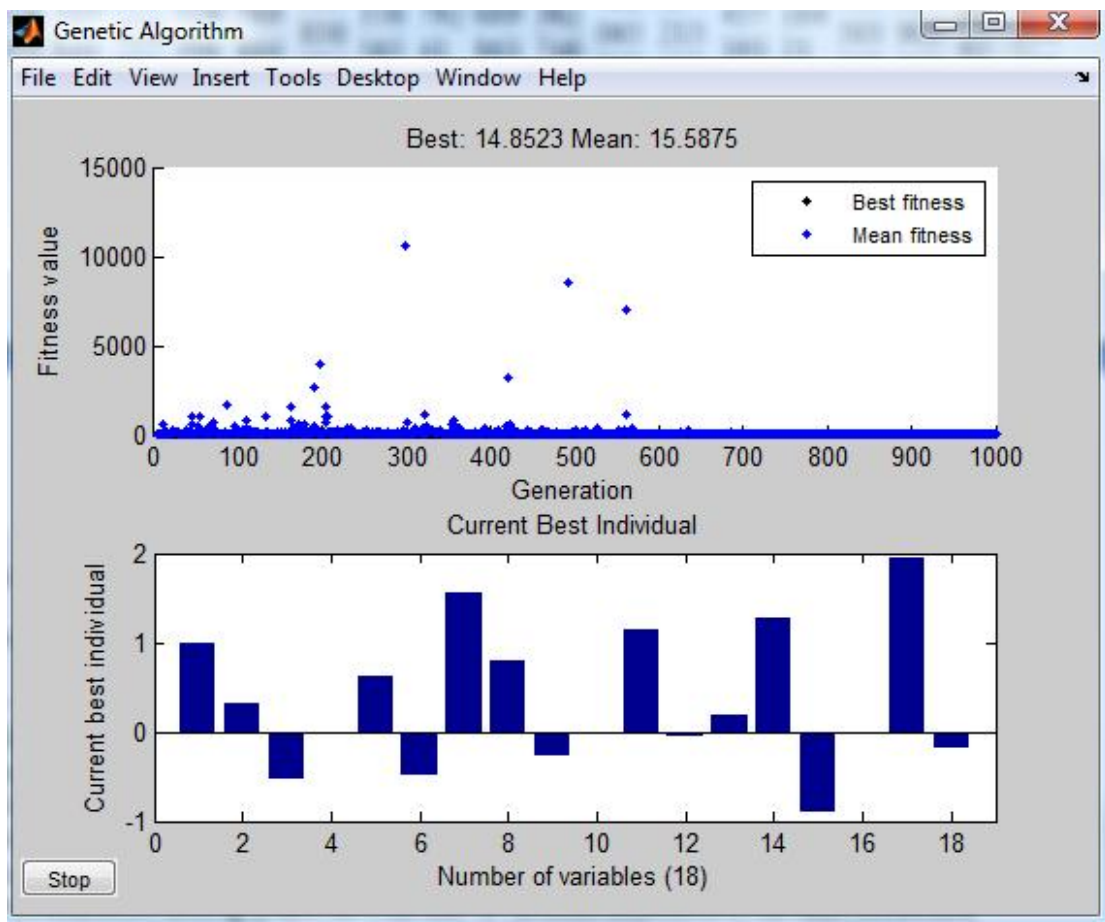 Genetic Algorithm
File Edit View Insert Tools Desktop Window Help
Best: 14.8523 Mean: 15.5875
15000
10000
5000
0
Fitness value
Best fitness
Mean fitness
0 100 200 300 400 500 600 700 800 900 1000
Generation
Current Best Individual
2
1
0
-1
Current best individual
0 2 4 6 8 10 12 14 16 18
Number of variables (18)
Stop